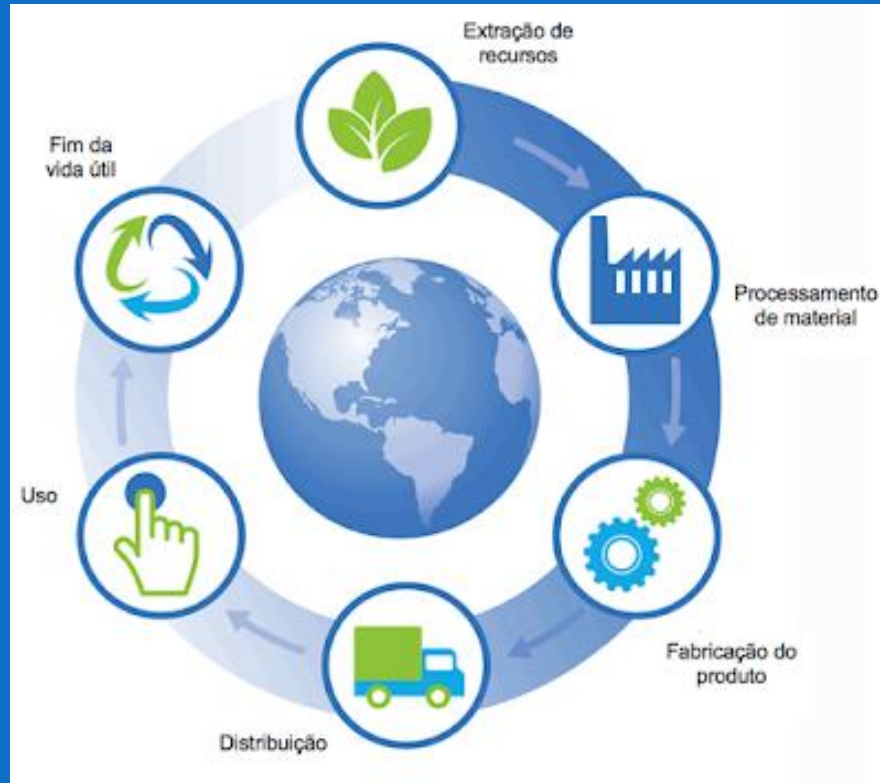 Extração de
recursos
Processamento
de material
Fabricação do
produto
Distribuição
Uso
Fim da
vida útil